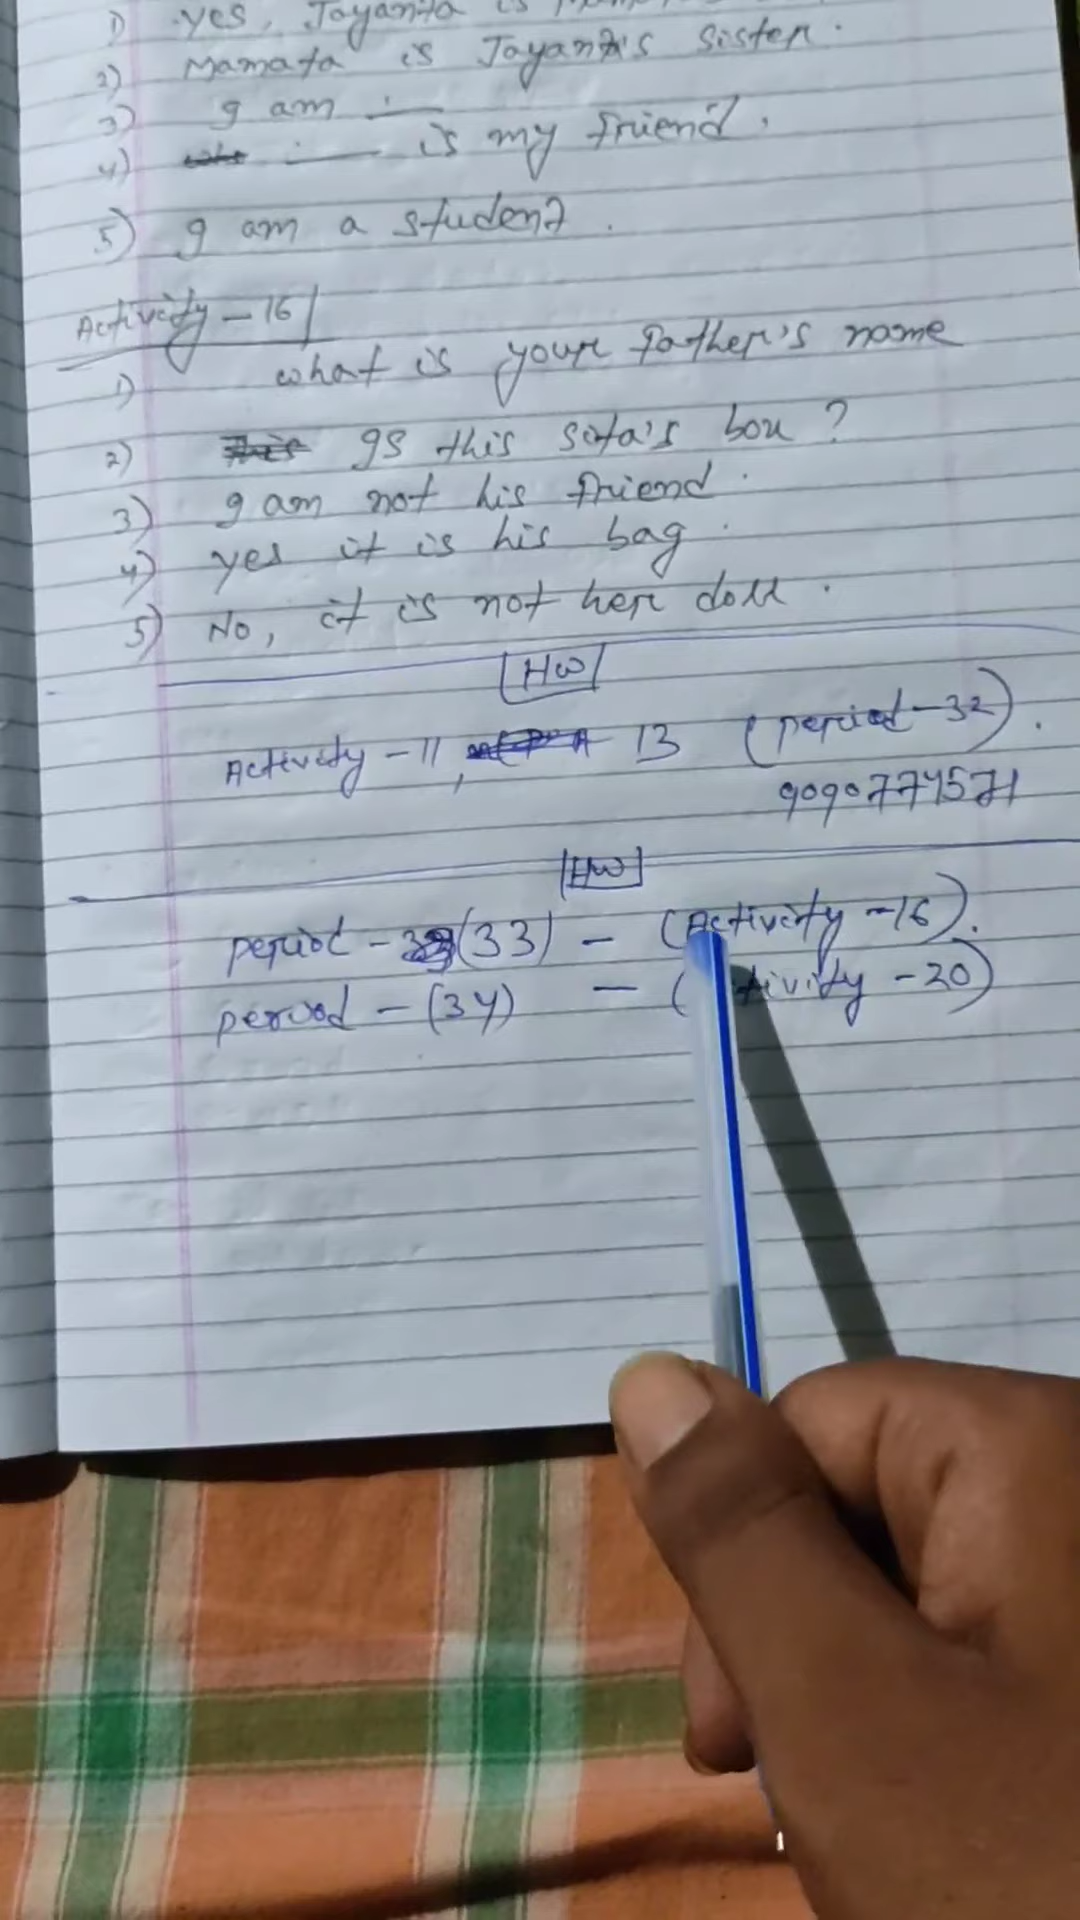 1) yes, Jayanta is
2) Mamata is Jayanta's sister.
3) I am —
4) — is my friend.
5) I am a student.
Activity - 16
1) what is your father's name
2) Is this sita's box ?
3) I am not his friend.
4) yes it is his bag.
5) No, it is not her doll.
HW
Activity - 11, 13 (period - 32).
9090774571
HW
period - (33) - (Activity - 16).
period - (34) - (Activity - 20)